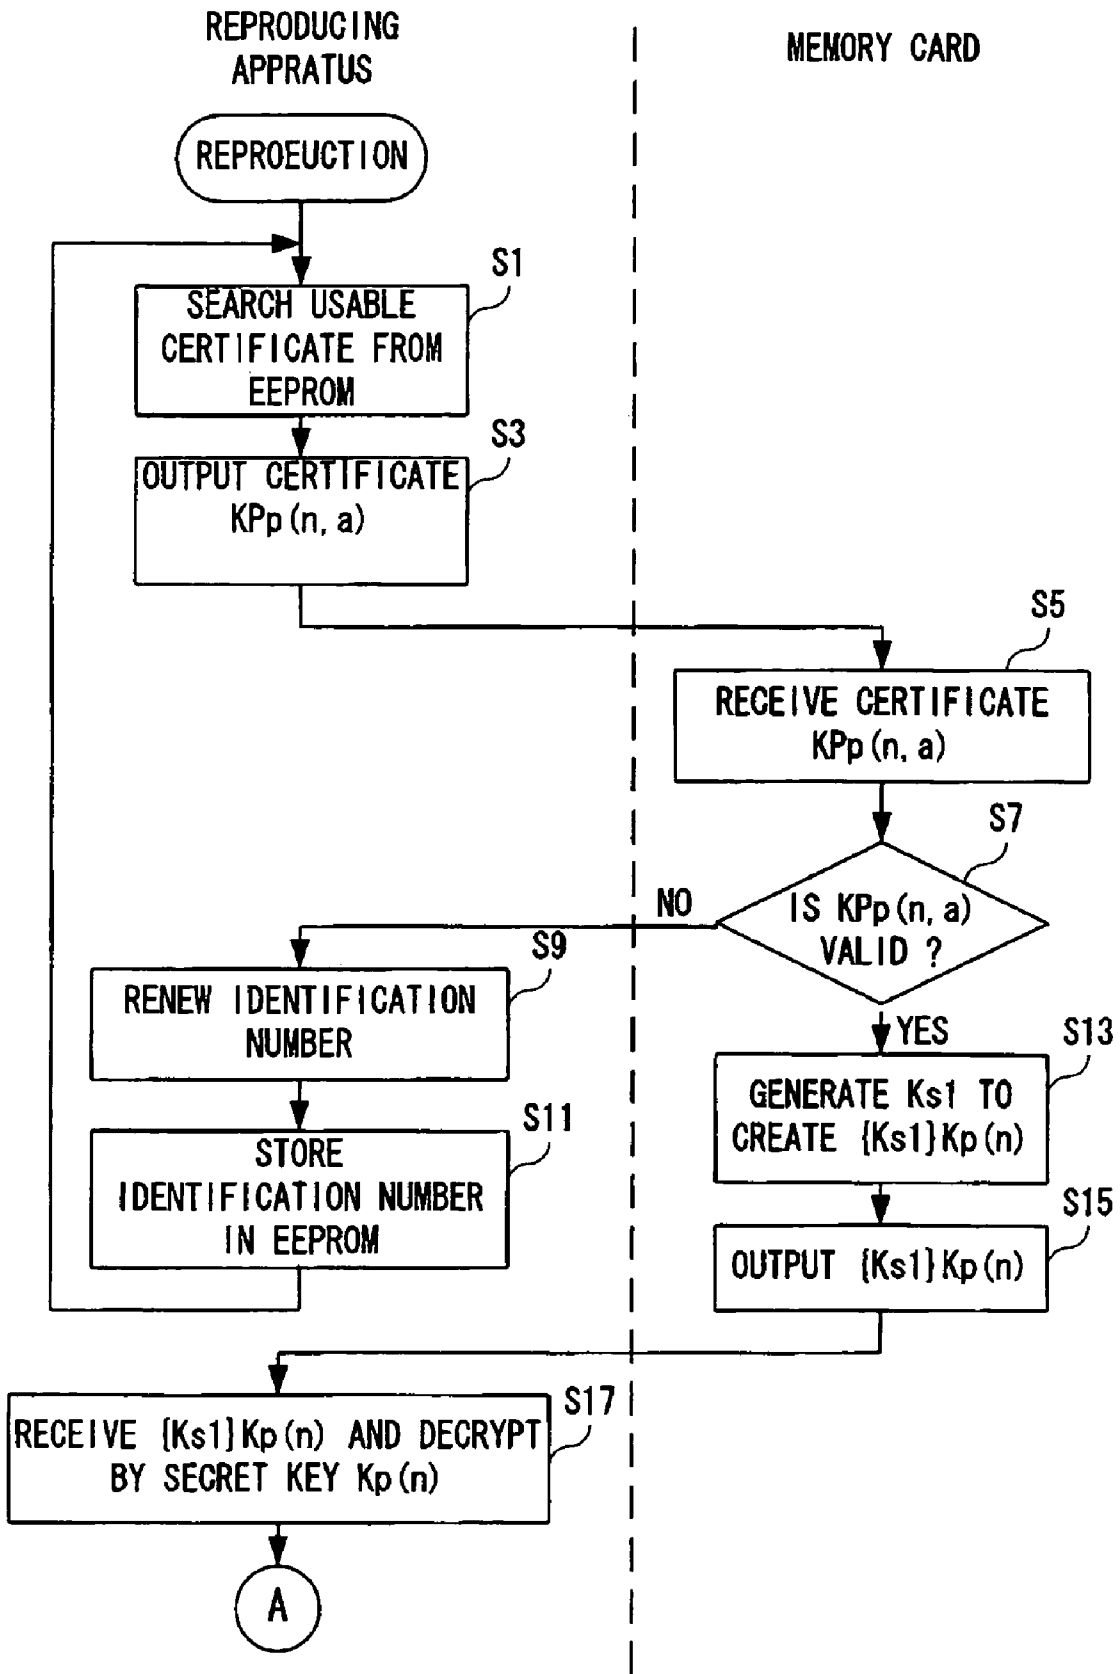 REPRODUCING
APPRATUS
MEMORY CARD
REPROEUCTION
S1
SEARCH USABLE
CERTIFICATE FROM
EEPROM
S3
OUTPUT CERTIFICATE
KPp(n, a)
S5
RECEIVE CERTIFICATE
KPp(n, a)
S7
IS KPp(n, a)
VALID ?
NO
S9
RENEW IDENTIFICATION
NUMBER
YES
S13
GENERATE Ks1 TO
CREATE {Ks1}Kp(n)
S11
STORE
IDENTIFICATION NUMBER
IN EEPROM
S15
OUTPUT {Ks1}Kp(n)
S17
RECEIVE {Ks1}Kp(n) AND DECRYPT
BY SECRET KEY Kp(n)
A